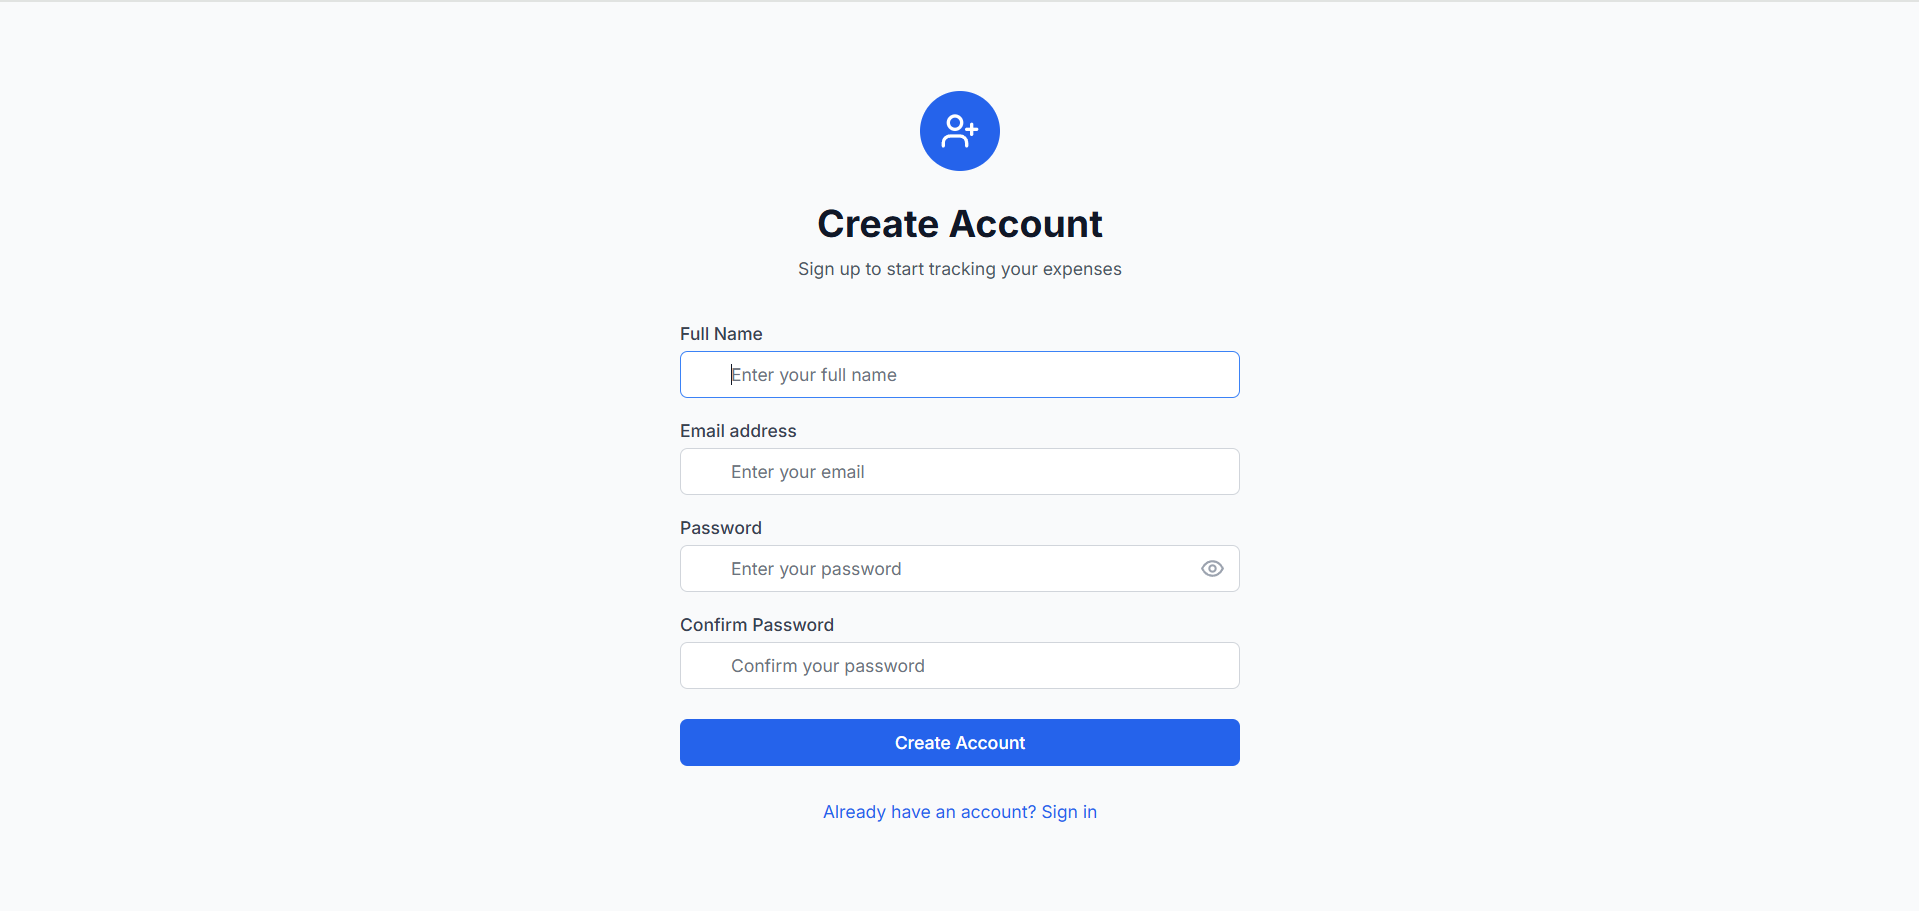 Create Account
Sign up to start tracking your expenses
Full Name
Enter your full name
Email address
Enter your email
Password
Enter your password
Confirm Password
Confirm your password
Create Account
Already have an account? Sign in